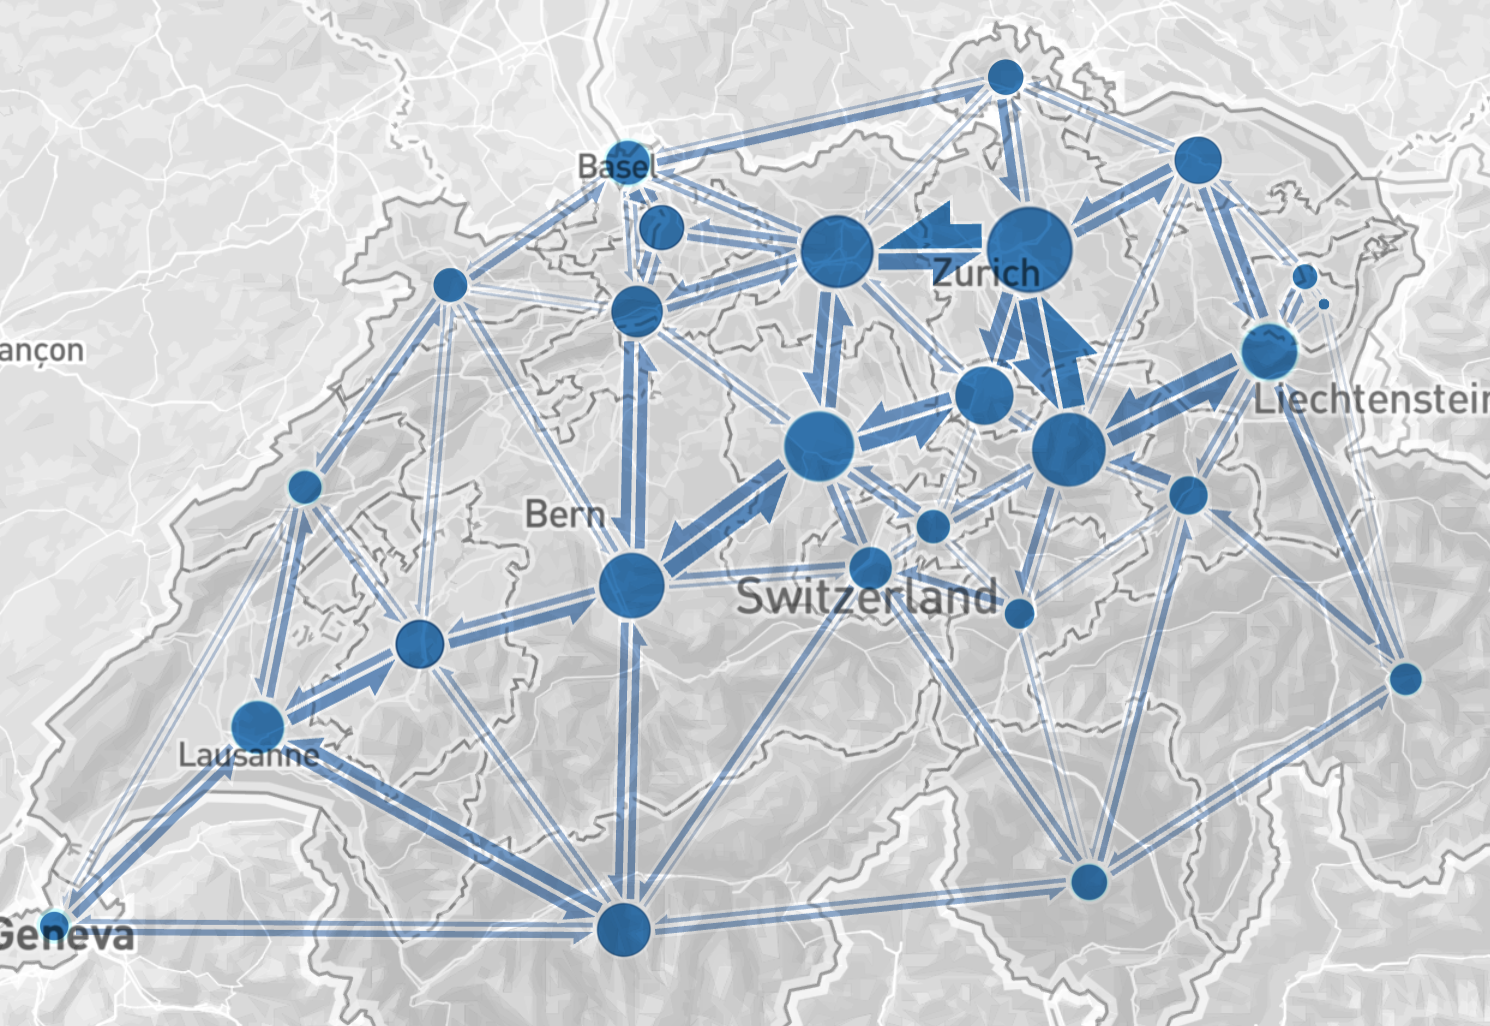 Basel
Zurich
ançon
Liechtenstein
Bern
Switzerland
Lausanne
Geneva